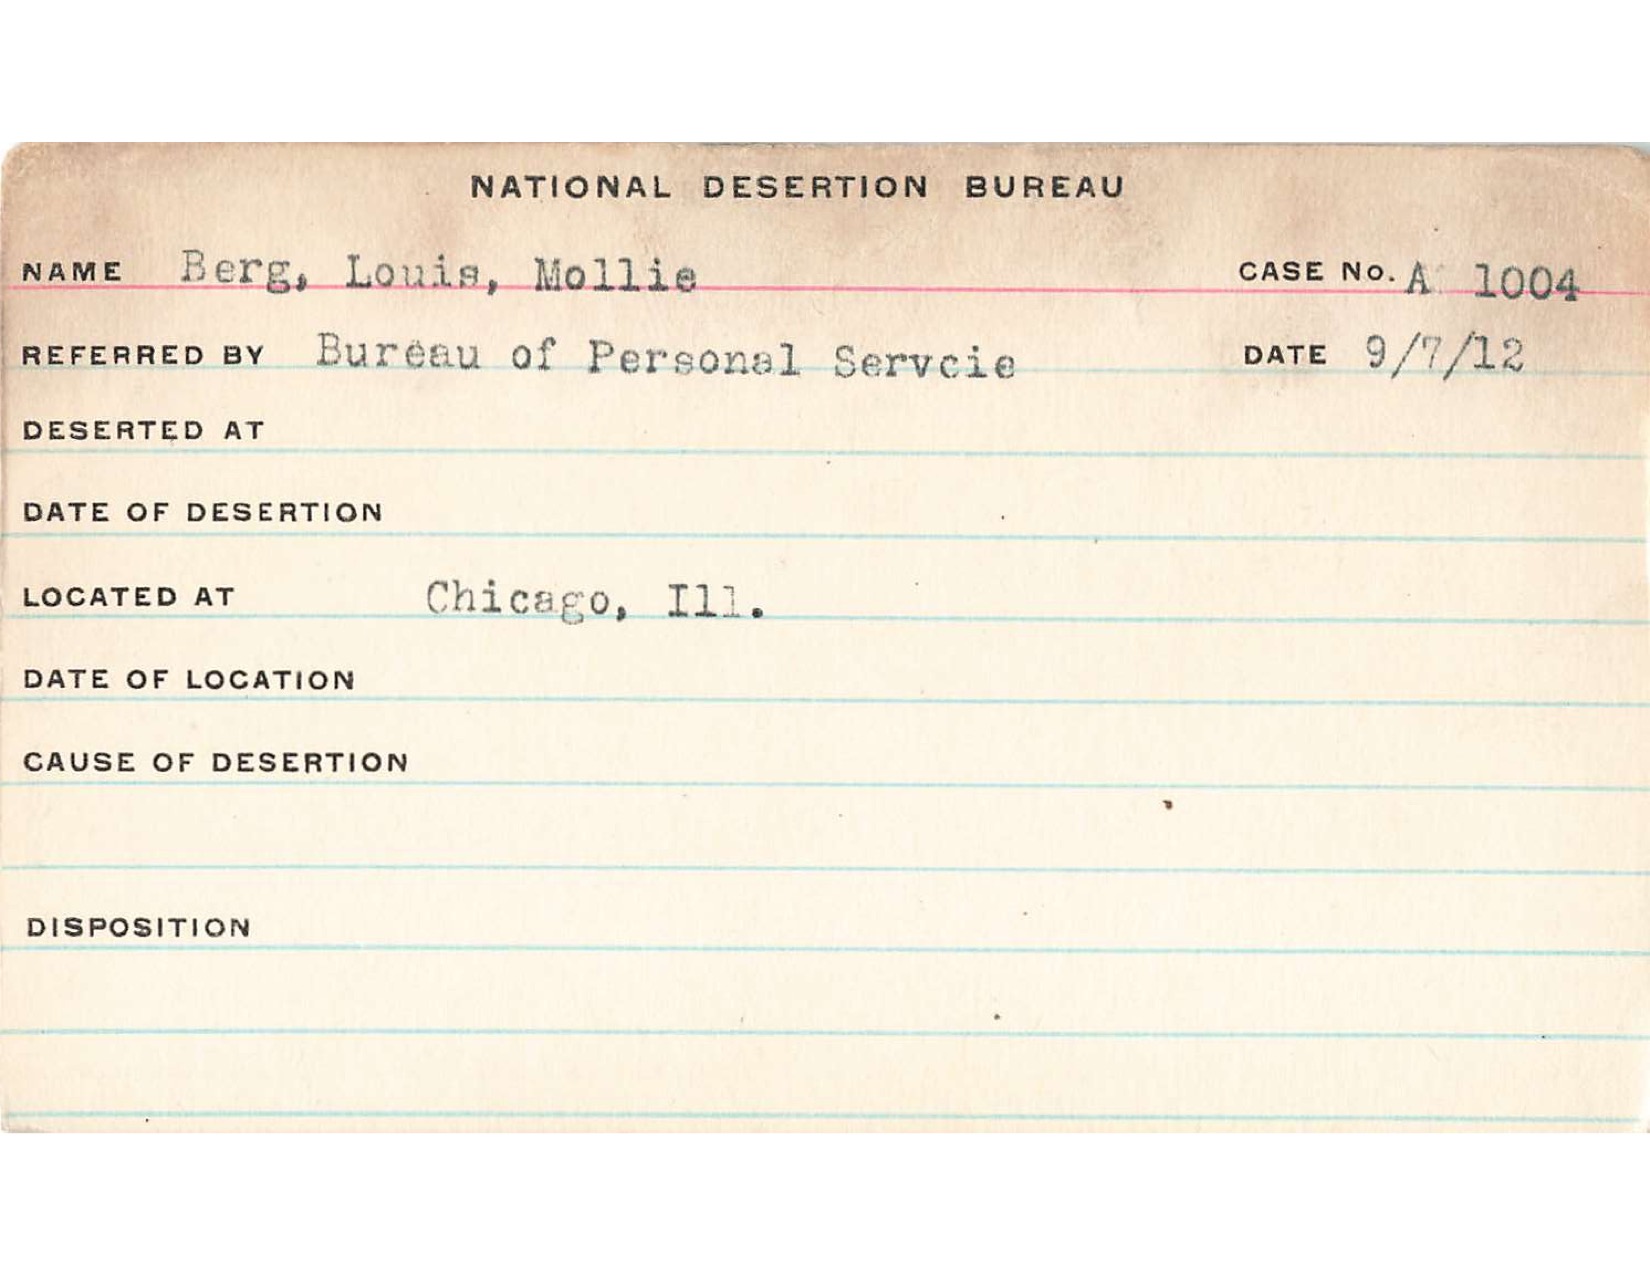 NATIONAL DESERTION BUREAU
NAME Berg, Louis, Mollie CASE No. A 1004
REFERRED BY Bureau of Personal Servcie DATE 9/7/12
DESERTED AT
DATE OF DESERTION
LOCATED AT Chicago, Ill.
DATE OF LOCATION
CAUSE OF DESERTION
DISPOSITION